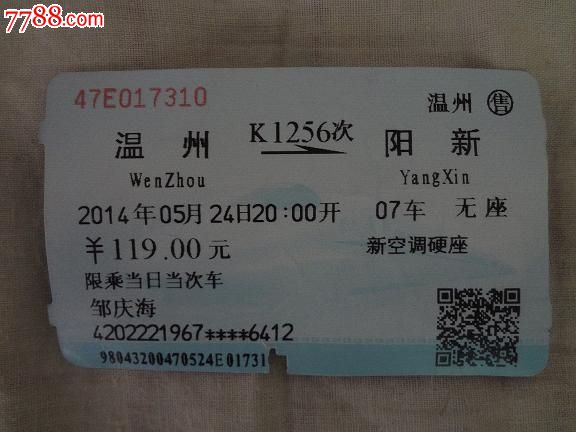 7788.com
47E017310
温州 售
温州 K1256次 阳新
WenZhou YangXin
2014年05月24日20:00开 07车 无座
¥119.00元 新空调硬座
限乘当日当次车
邹庆海
4202221967****6412
98043200470524E01731